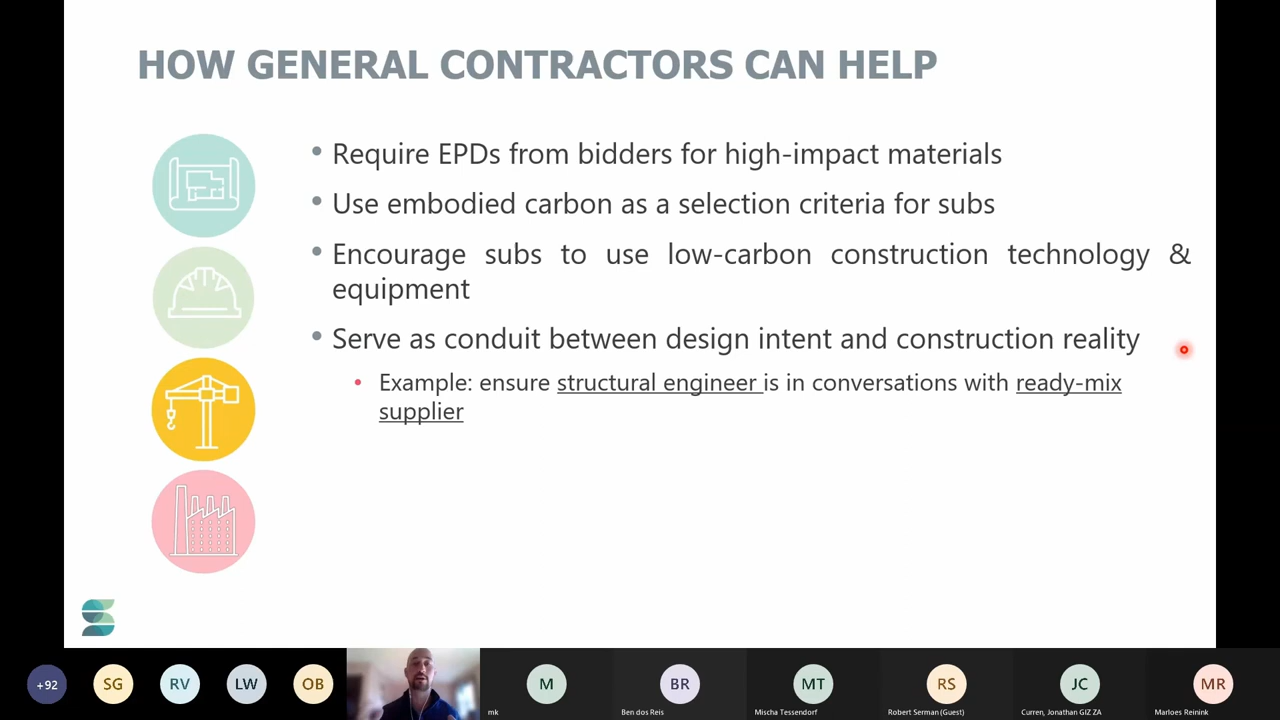 HOW GENERAL CONTRACTORS CAN HELP
• Require EPDs from bidders for high-impact materials
• Use embodied carbon as a selection criteria for subs
• Encourage subs to use low-carbon construction technology &
equipment
• Serve as conduit between design intent and construction reality
• Example: ensure structural engineer is in conversations with ready-mix
supplier
+92
SG
RV
LW
OB
M
BR
MT
RS
JC
MR
mk
Ben dos Reis
Mischa Tessendorf
Robert Serman (Guest)
Curren, Jonathan GIZ ZA
Marloes Reinink